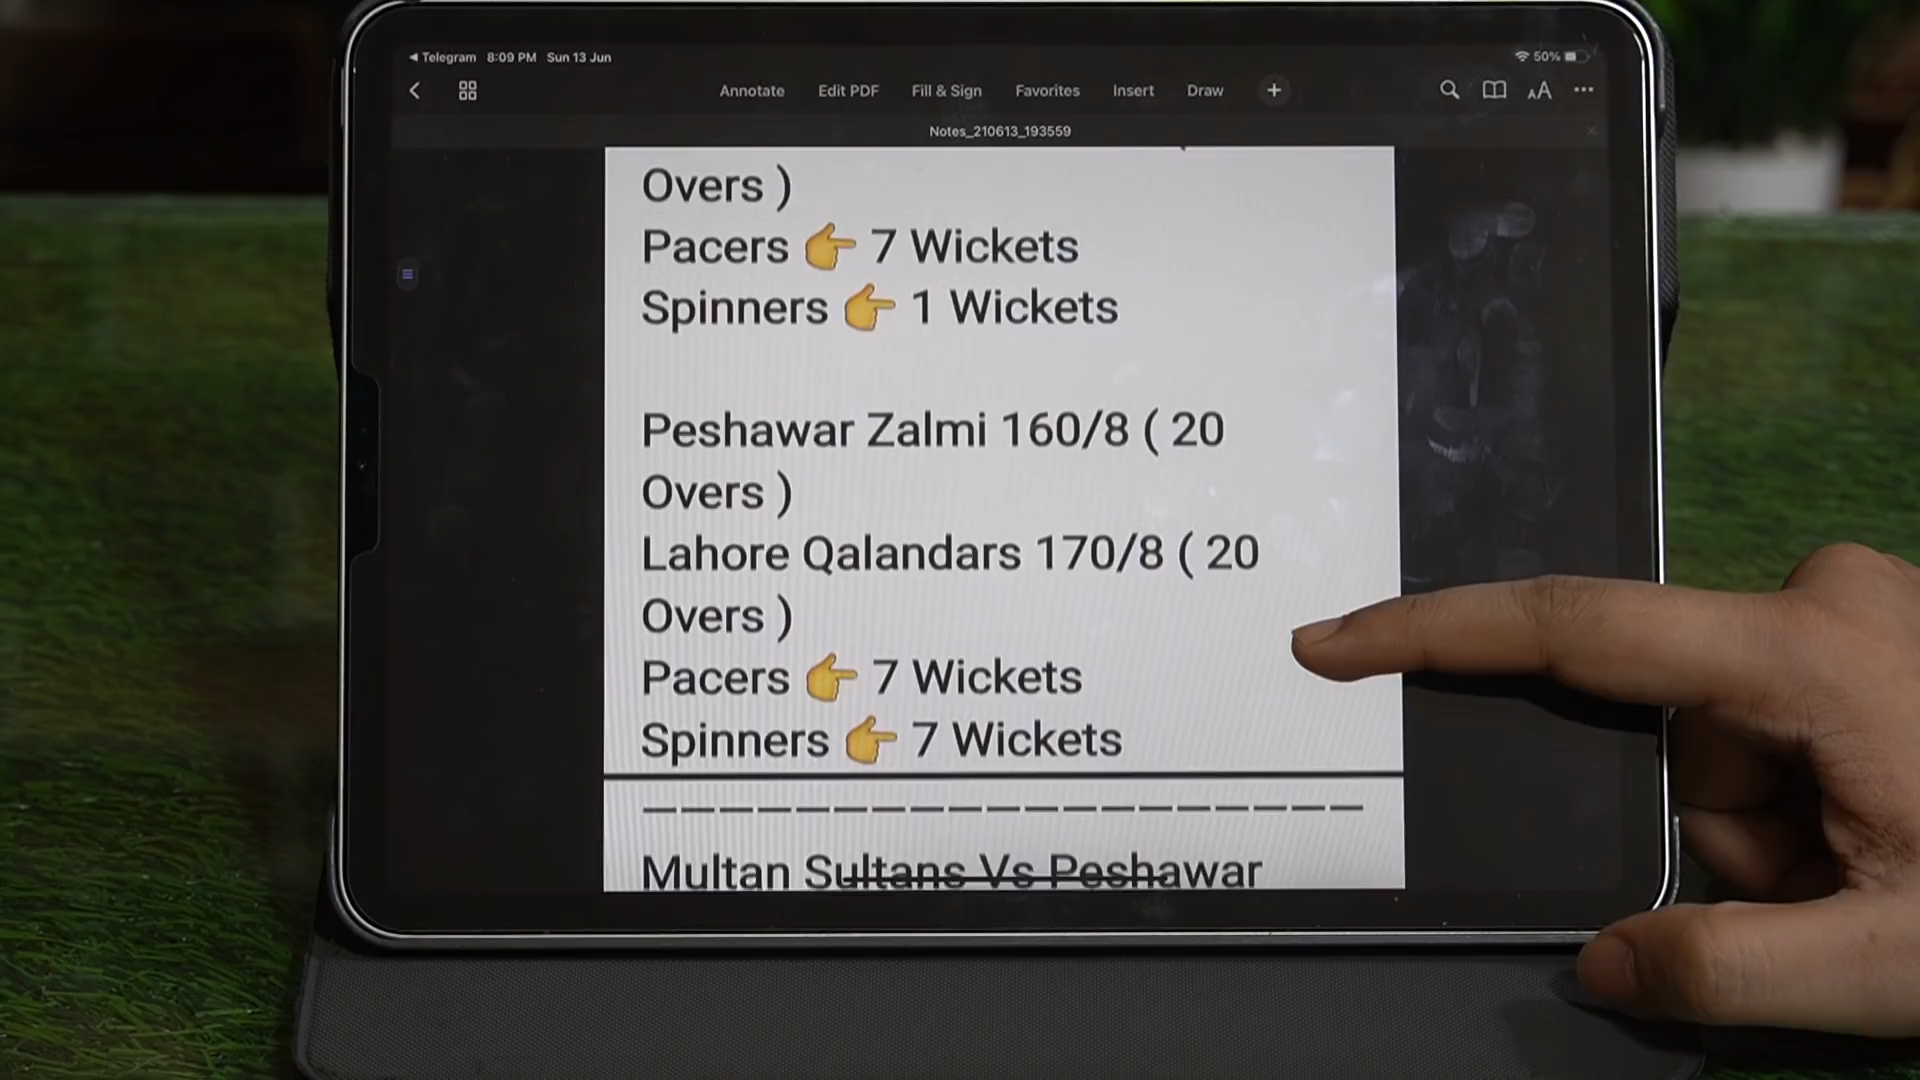 ◀ Telegram 8:09 PM Sun 13 Jun 50%
Annotate Edit PDF Fill & Sign Favorites Insert Draw + AA
Notes_210613_193559
Overs )
Pacers 👉 7 Wickets
Spinners 👉 1 Wickets
Peshawar Zalmi 160/8 ( 20
Overs )
Lahore Qalandars 170/8 ( 20
Overs )
Pacers 👉 7 Wickets
Spinners 👉 7 Wickets
Multan Sultans Vs Peshawar